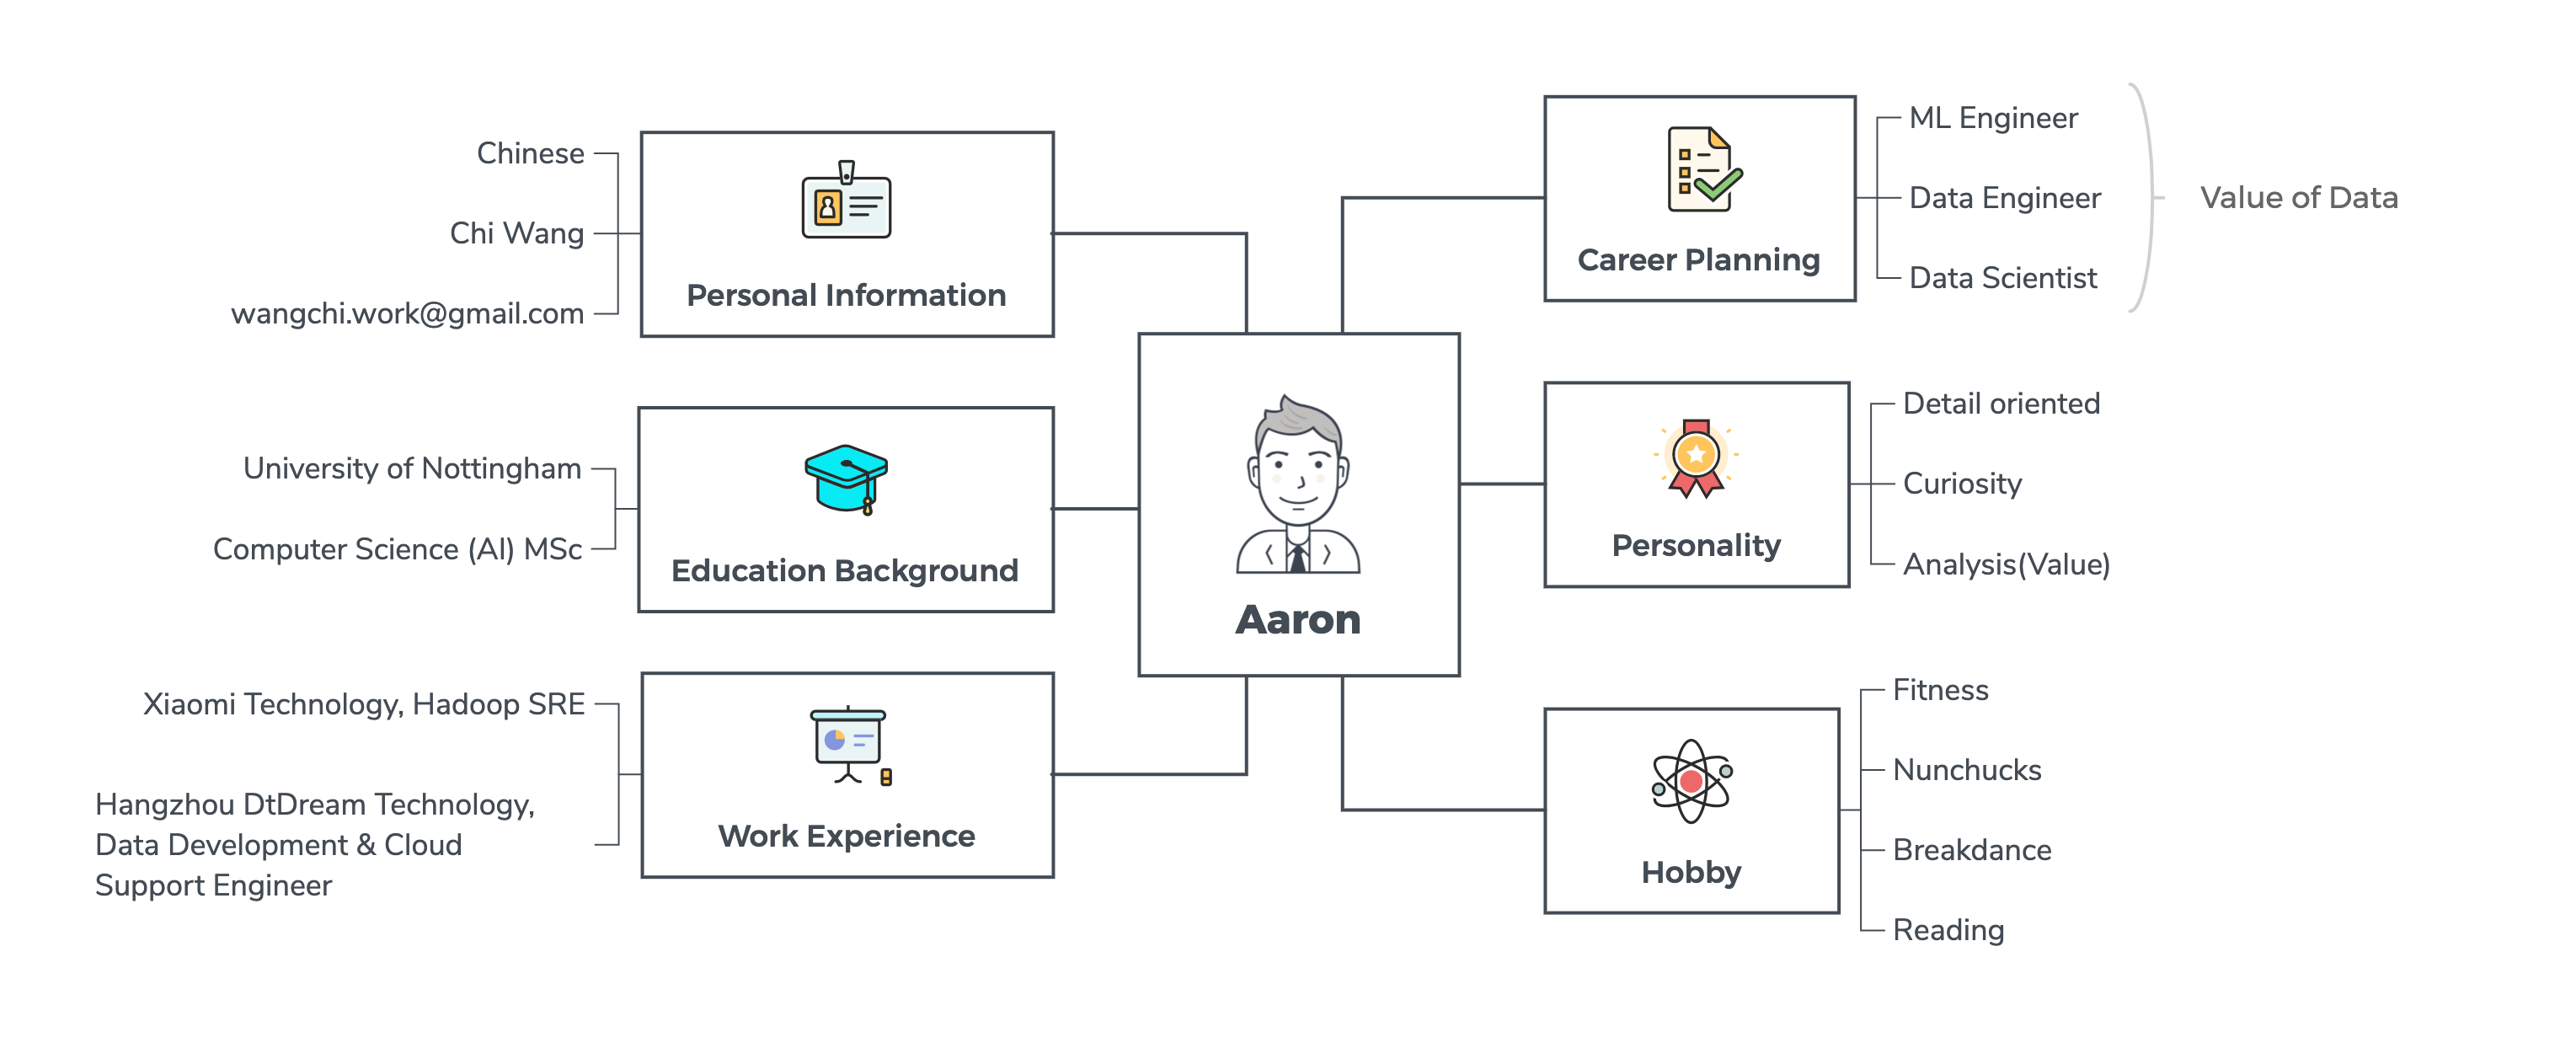 Chinese
Chi Wang
wangchi.work@gmail.com
Personal Information
University of Nottingham
Computer Science (AI) MSc
Education Background
Xiaomi Technology, Hadoop SRE
Hangzhou DtDream Technology,
Data Development & Cloud
Support Engineer
Work Experience
Aaron
Career Planning
ML Engineer
Data Engineer
Data Scientist
Value of Data
Personality
Detail oriented
Curiosity
Analysis(Value)
Hobby
Fitness
Nunchucks
Breakdance
Reading